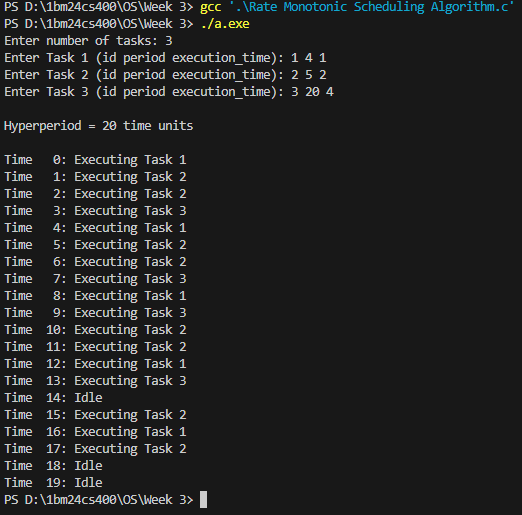 PS D:\1bm24cs400\OS\Week 3> gcc '.\Rate Monotonic Scheduling Algorithm.c'
PS D:\1bm24cs400\OS\Week 3> ./a.exe
Enter number of tasks: 3
Enter Task 1 (id period execution_time): 1 4 1
Enter Task 2 (id period execution_time): 2 5 2
Enter Task 3 (id period execution_time): 3 20 4
Hyperperiod = 20 time units
Time   0: Executing Task 1
Time   1: Executing Task 2
Time   2: Executing Task 2
Time   3: Executing Task 3
Time   4: Executing Task 1
Time   5: Executing Task 2
Time   6: Executing Task 2
Time   7: Executing Task 3
Time   8: Executing Task 1
Time   9: Executing Task 3
Time  10: Executing Task 2
Time  11: Executing Task 2
Time  12: Executing Task 1
Time  13: Executing Task 3
Time  14: Idle
Time  15: Executing Task 2
Time  16: Executing Task 1
Time  17: Executing Task 2
Time  18: Idle
Time  19: Idle
PS D:\1bm24cs400\OS\Week 3>